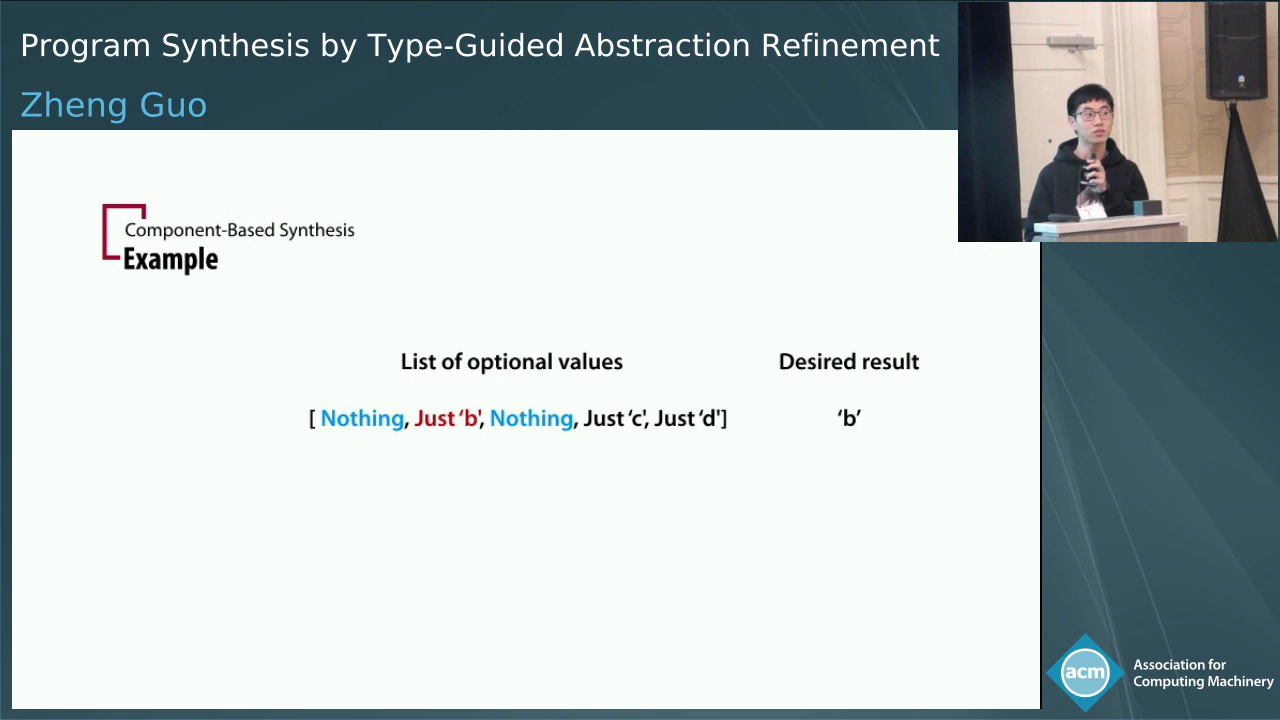 Program Synthesis by Type-Guided Abstraction Refinement
Zheng Guo
Component-Based Synthesis
Example
List of optional values Desired result
[ Nothing, Just ‘b', Nothing, Just ‘c', Just ‘d'] ‘b’
acm Association for
Computing Machinery